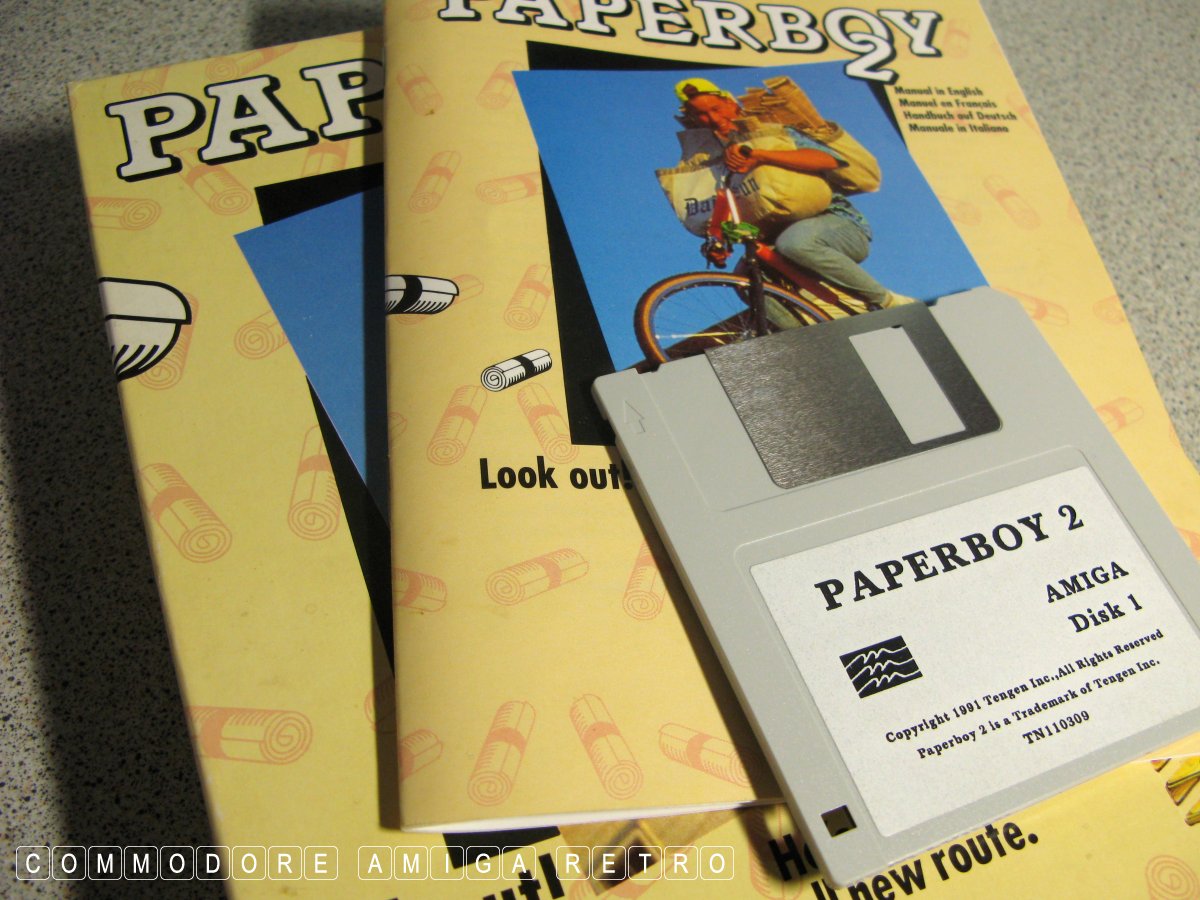 PAPERBOY 2
Manual in English
Manuel en Français
Handbuch auf Deutsch
Manuale in Italiano
Look out!
PAPERBOY 2
AMIGA
Disk 1
Copyright 1991 Tengen Inc.,All Rights Reserved
Paperboy 2 is a Trademark of Tengen Inc.
TN110309
new route.
COMMODORE AMIGA RETRO